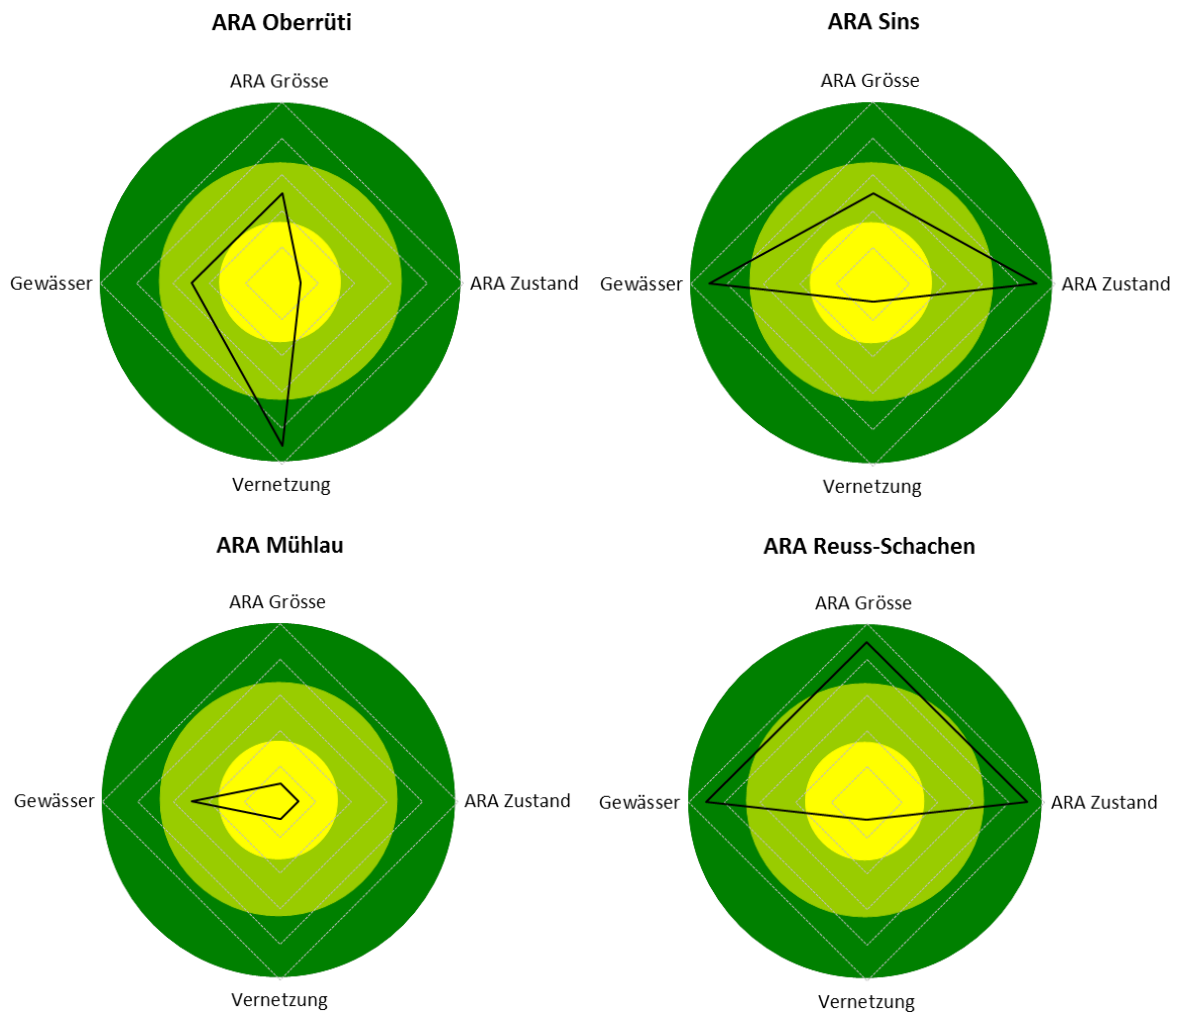 ARA Oberrüti
ARA Grösse
Gewässer
ARA Zustand
Vernetzung
ARA Sins
ARA Grösse
Gewässer
ARA Zustand
Vernetzung
ARA Mühlau
ARA Grösse
Gewässer
ARA Zustand
Vernetzung
ARA Reuss-Schachen
ARA Grösse
Gewässer
ARA Zustand
Vernetzung